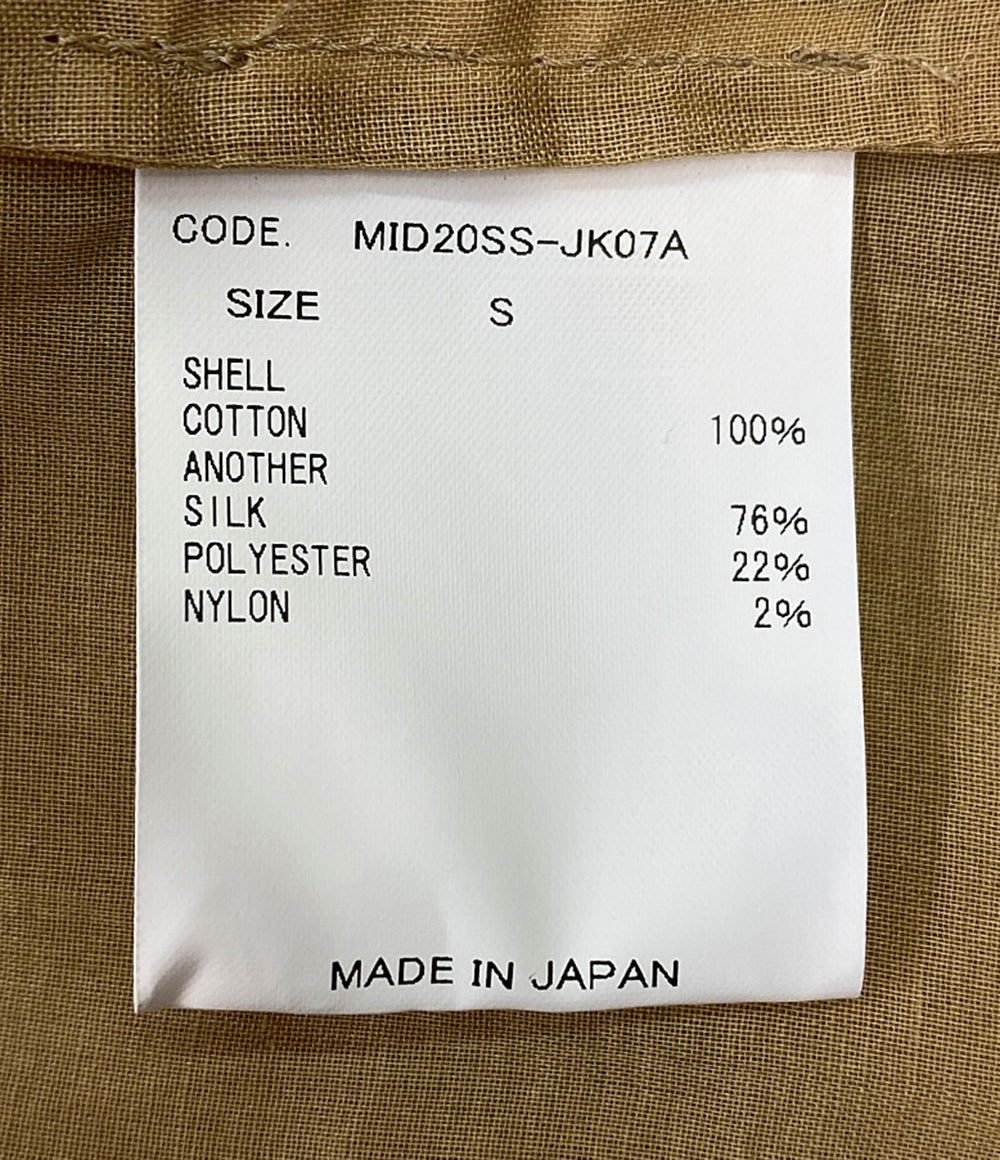 CODE. MID20SS-JK07A
SIZE S
SHELL
COTTON 100%
ANOTHER
SILK 76%
POLYESTER 22%
NYLON 2%
MADE IN JAPAN